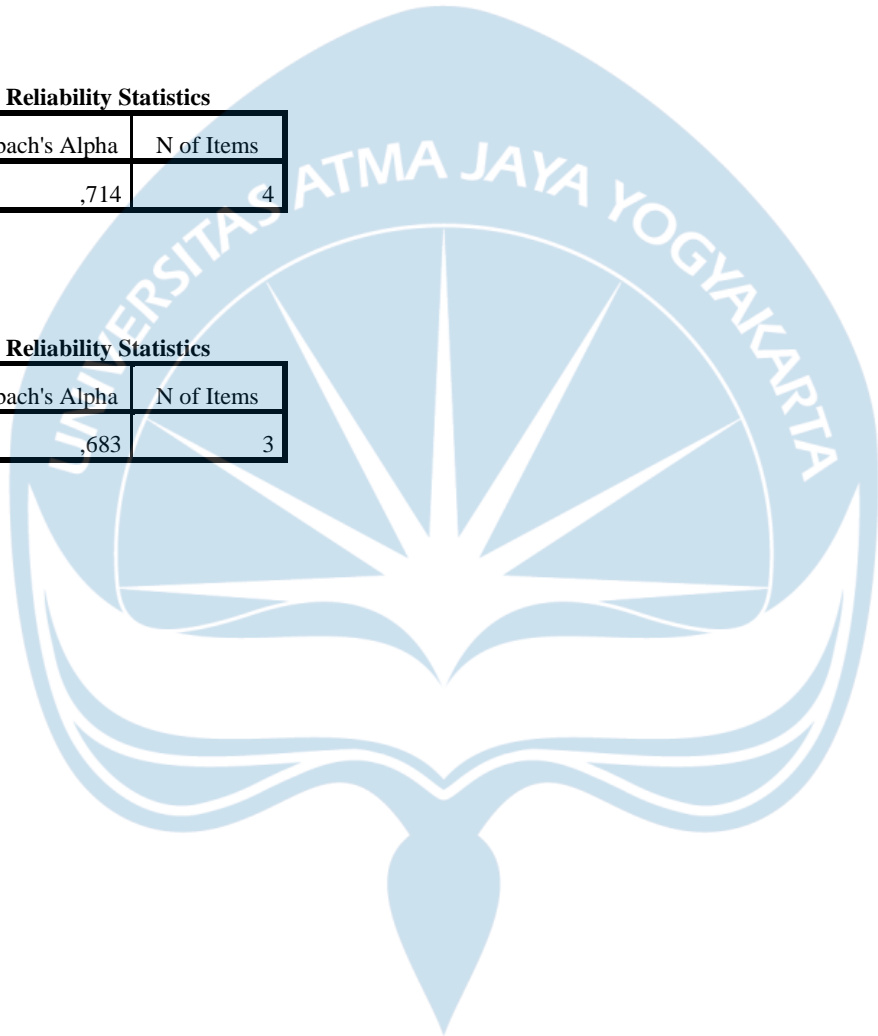 Reliability Statistics
bach's Alpha N of Items
,714 4
UNIVERSITAS ATMA JAYA YOGYAKARTA
Reliability Statistics
bach's Alpha N of Items
,683 3